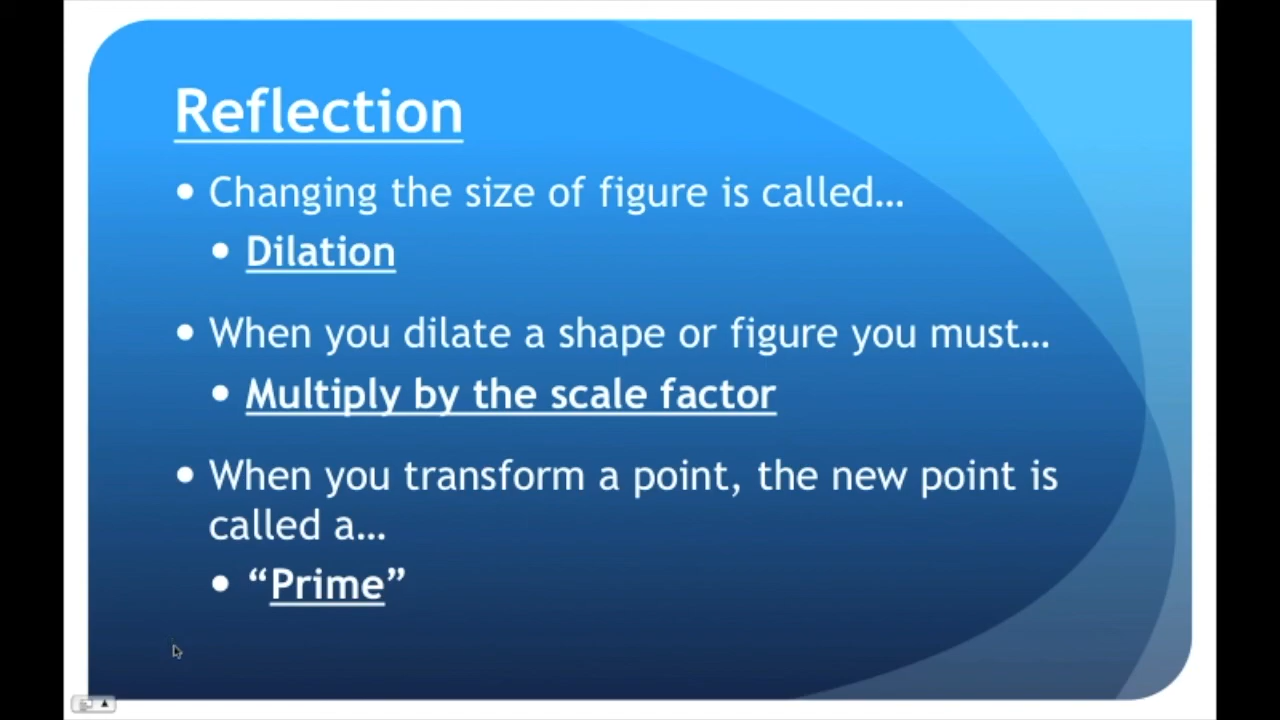 Reflection
• Changing the size of figure is called…
• Dilation
• When you dilate a shape or figure you must…
• Multiply by the scale factor
• When you transform a point, the new point is
called a…
• “Prime”